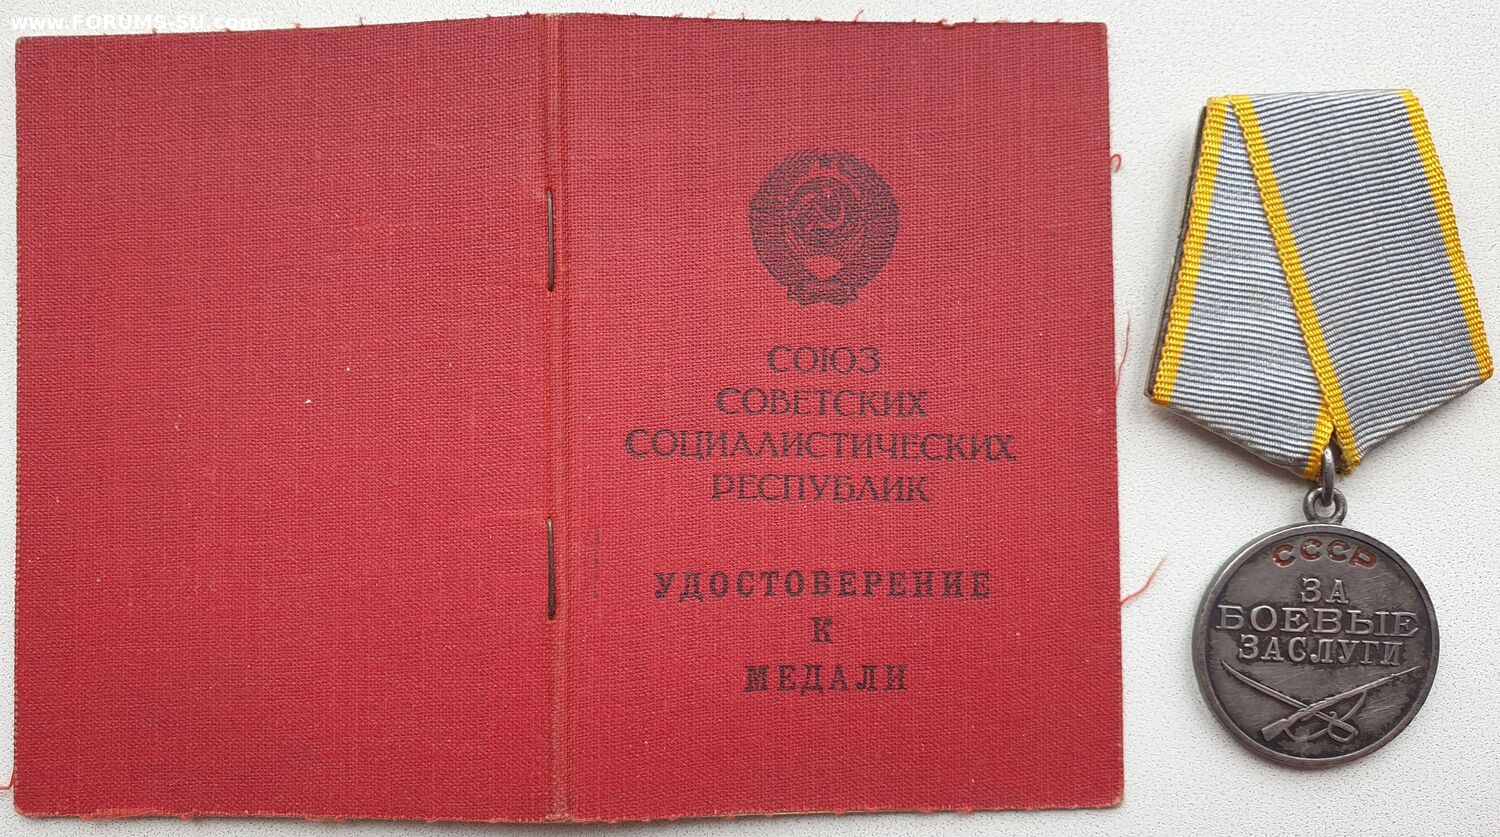 www.FORUMS-SU.com
СОЮЗ
СОВЕТСКИХ
СОЦИАЛИСТИЧЕСКИХ
РЕСПУБЛИК
УДОСТОВЕРЕНИЕ
К
МЕДАЛИ
СССР
ЗА
БОЕВЫЕ
ЗАСЛУГИ